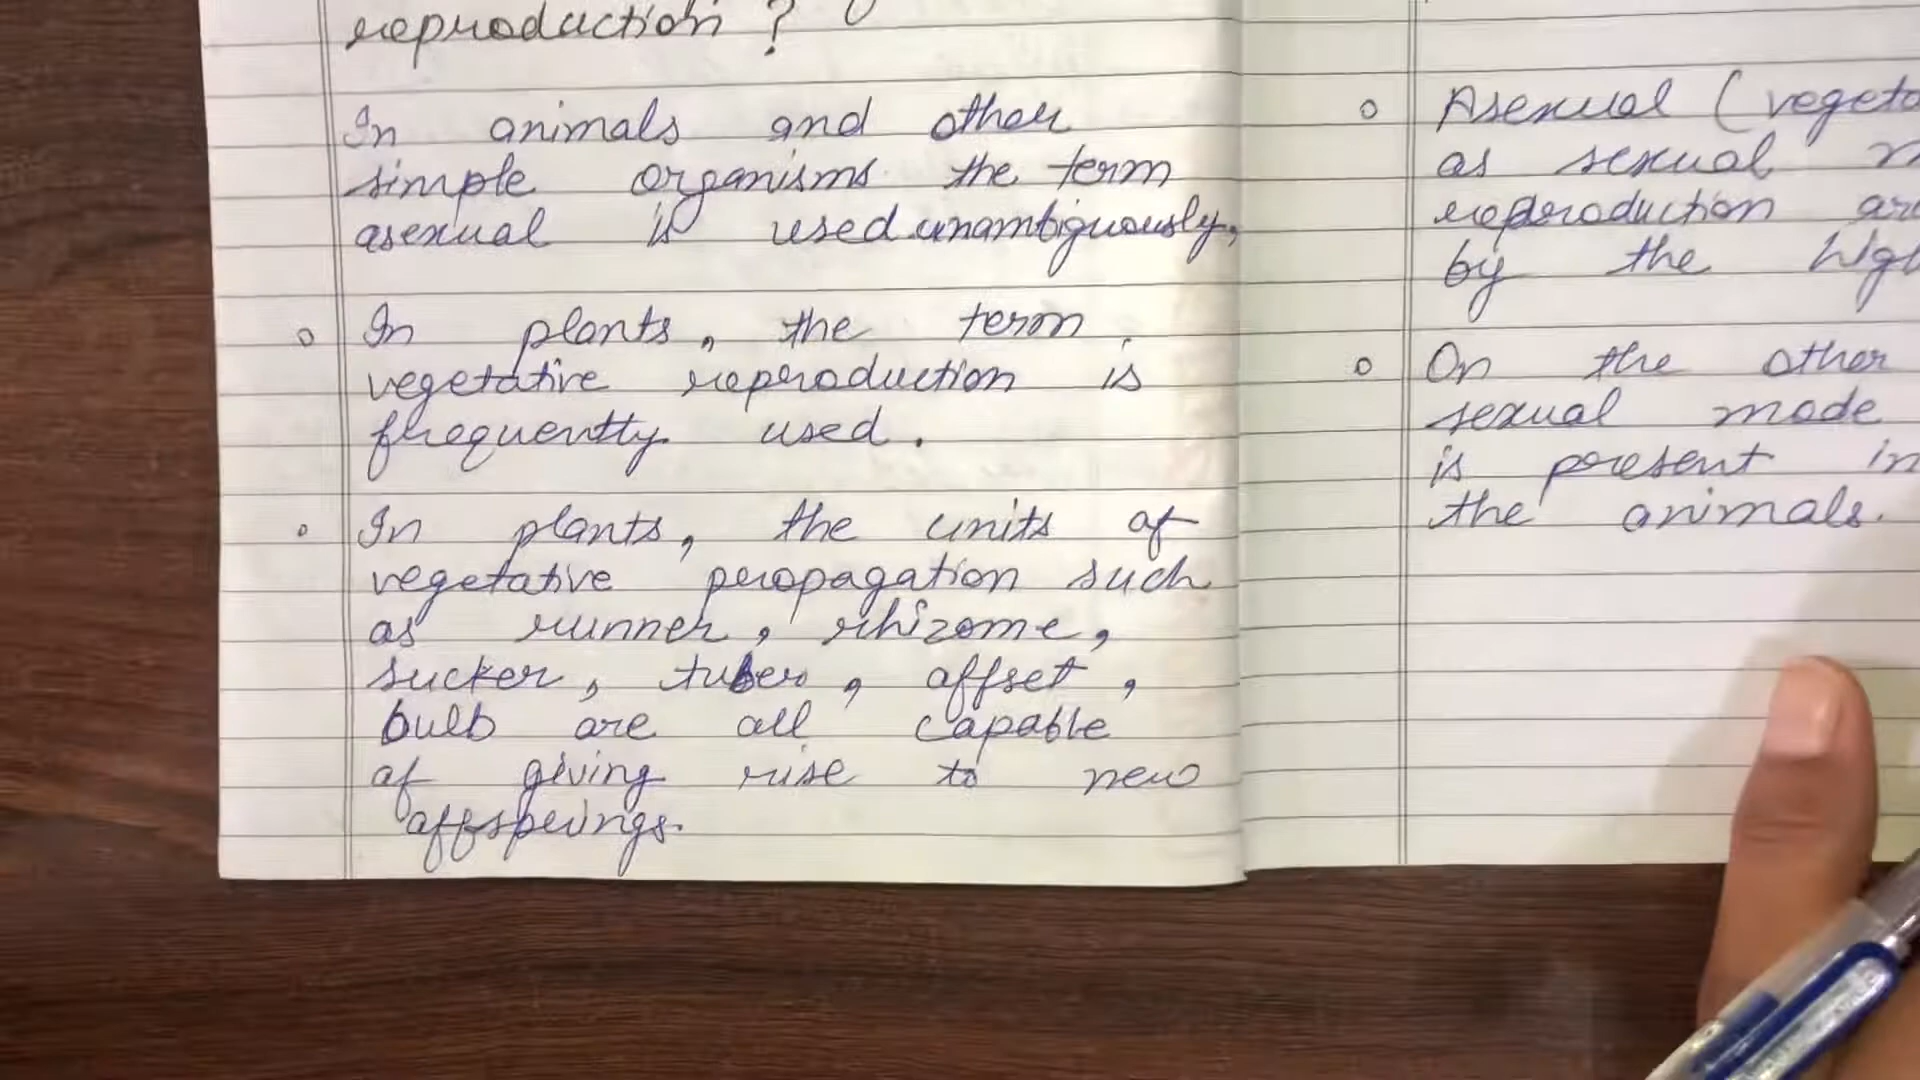 reproduction ?
In animals and other
simple organisms the term
asexual is used unambiguously,
o In plants, the term
vegetative reproduction is
frequently used.
o In plants, the units of
vegetative propagation such
as runner, rhizome,
sucker, tuber, offset,
bulb are all capable
of giving rise to new
offsprings.
o Asexual (vegeta
as sexual
reproduction ar
by the hig
o On the other
sexual mode
is present in
the animals.